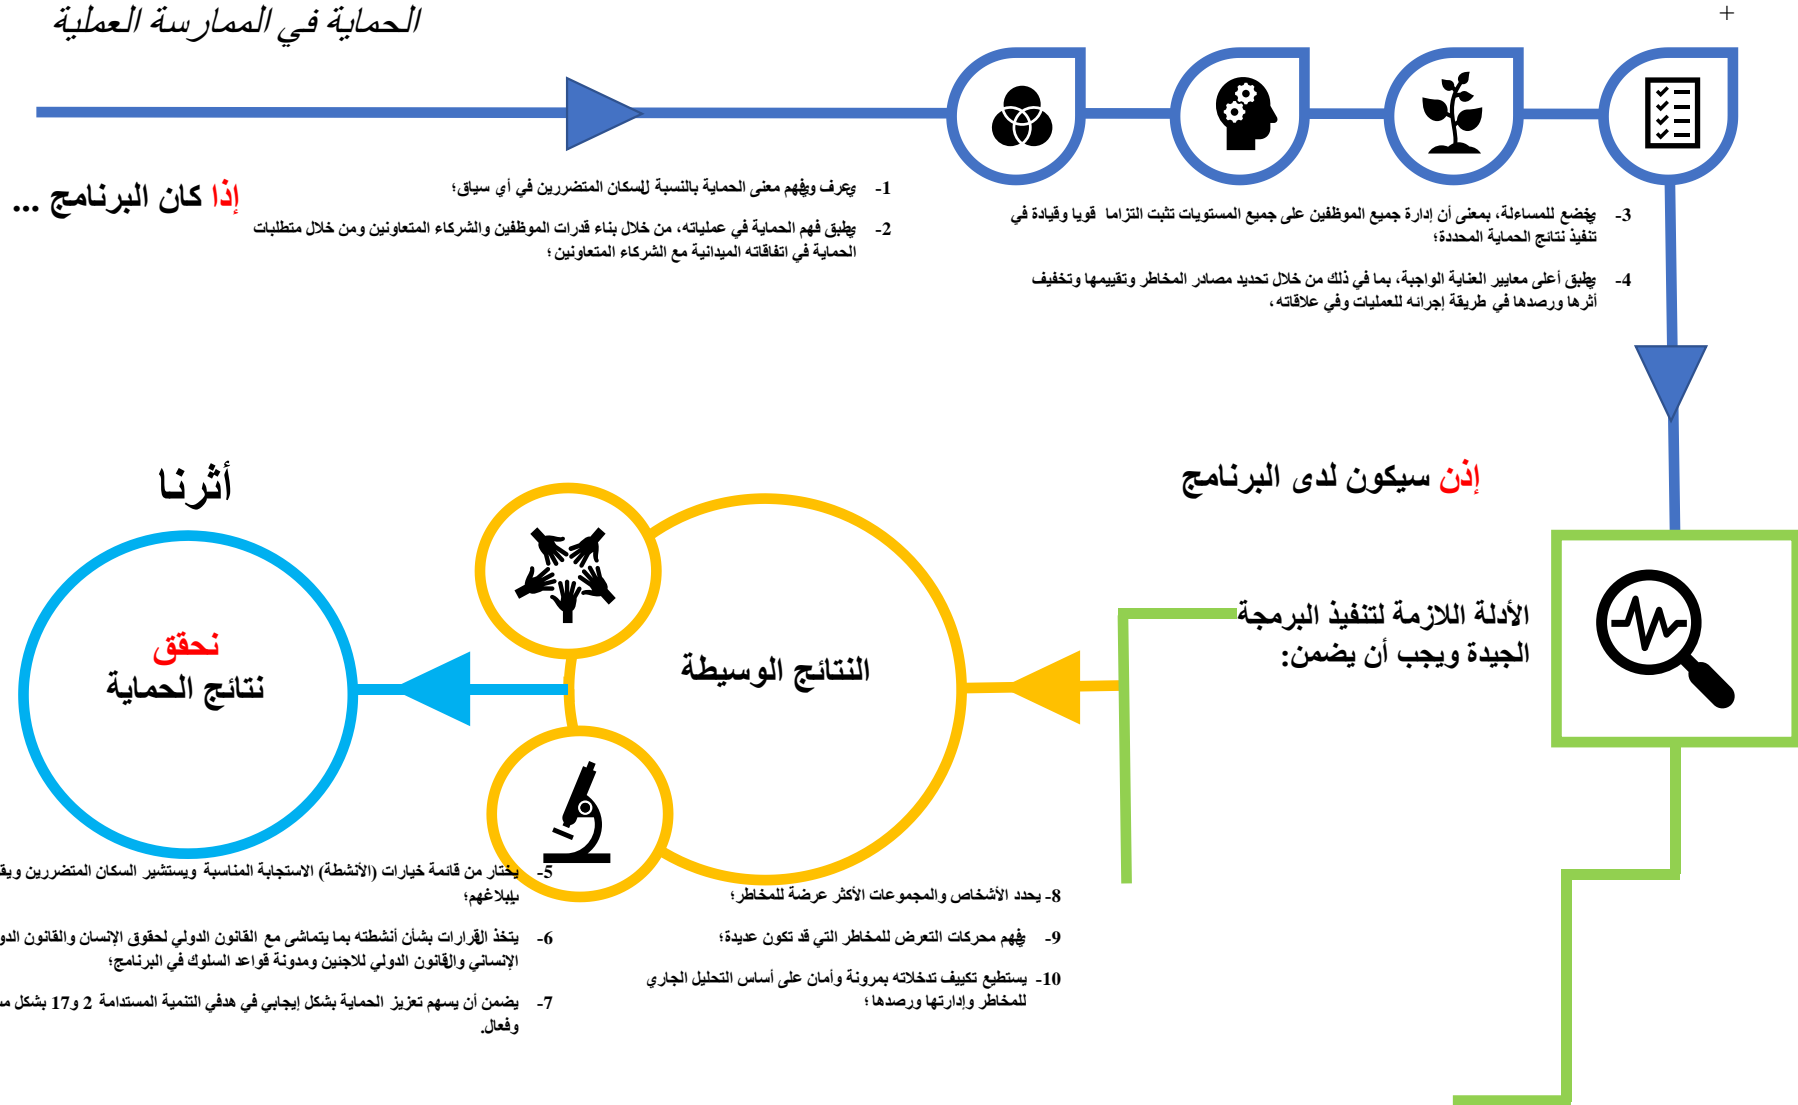 الحماية في الممارسة العملية
+
إذا كان البرنامج ...
1- يعرف ويفهم معنى الحماية بالنسبة للسكان المتضررين في أي سياق؛
2- يطبق فهم الحماية في عملياته، من خلال بناء قدرات الموظفين والشركاء المتعاونين ومن خلال متطلبات
الحماية في اتفاقاته الميدانية مع الشركاء المتعاونين؛
3- يخضع للمساءلة، بمعنى أن إدارة جميع الموظفين على جميع المستويات تثبت التزاما قويا وقيادة في
تنفيذ نتائج الحماية المحددة؛
4- يطبق أعلى معايير العناية الواجبة، بما في ذلك من خلال تحديد مصادر المخاطر وتقييمها وتخفيف
أثرها ورصدها في طريقة إجرائه للعمليات وفي علاقاته،
إذن سيكون لدى البرنامج
الأدلة اللازمة لتنفيذ البرمجة
الجيدة ويجب أن يضمن:
النتائج الوسيطة
أثرنا
نحقق
نتائج الحماية
5- يختار من قائمة خيارات (الأنشطة) الاستجابة المناسبة ويستشير السكان المتضررين
بإبلاغهم؛
6- يتخذ القرارات بشأن أنشطته بما يتماشى مع القانون الدولي لحقوق الإنسان والقانون
الإنساني والقانون الدولي للاجئين ومدونة قواعد السلوك في البرنامج؛
7- يضمن أن يسهم تعزيز الحماية بشكل إيجابي في هدفي التنمية المستدامة 2 و17 بشكل
وفعال.
8- يحدد الأشخاص والمجموعات الأكثر عرضة للمخاطر؛
9- يفهم محركات التعرض للمخاطر التي قد تكون عديدة؛
10- يستطيع تكييف تدخلاته بمرونة وأمان على أساس التحليل الجاري
للمخاطر وإدارتها ورصدها؛